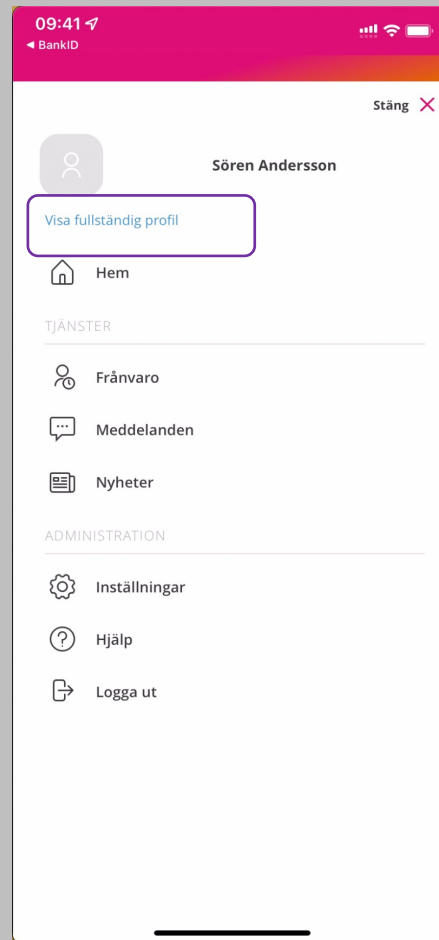 09:41
◀ BankID
Stäng
Sören Andersson
Visa fullständig profil
Hem
TJÄNSTER
Frånvaro
Meddelanden
Nyheter
ADMINISTRATION
Inställningar
Hjälp
Logga ut